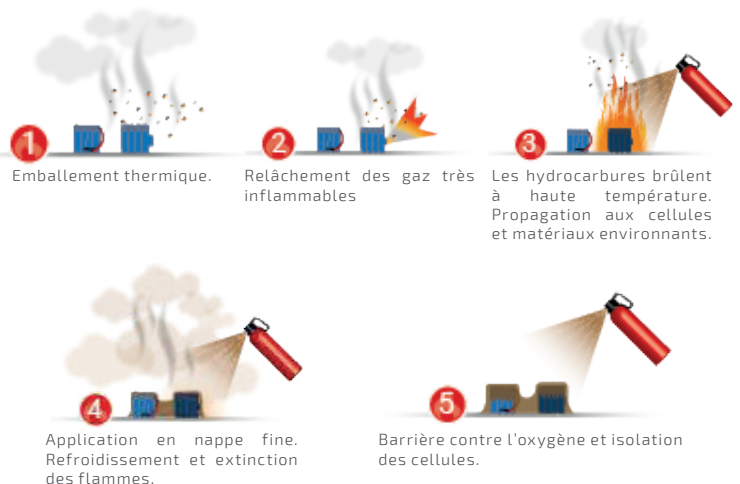 1
Emballement thermique.
2
Relâchement des gaz très
inflammables
3
Les hydrocarbures brûlent
à haute température.
Propagation aux cellules
et matériaux environnants.
4
Application en nappe fine.
Refroidissement et extinction
des flammes.
5
Barrière contre l'oxygène et isolation
des cellules.